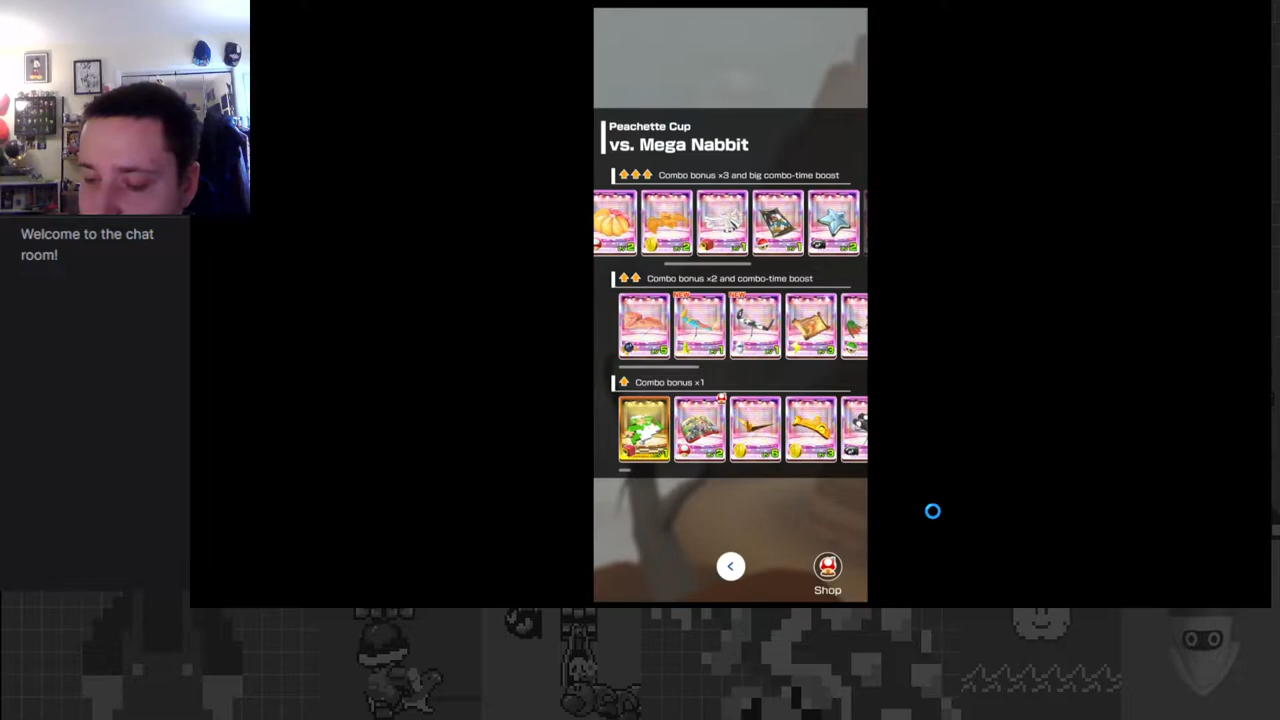 Welcome to the chat
room!
Peachette Cup
vs. Mega Nabbit
Combo bonus ×3 and big combo-time boost
Combo bonus ×2 and combo-time boost
NEW NEW
Combo bonus ×1
Shop